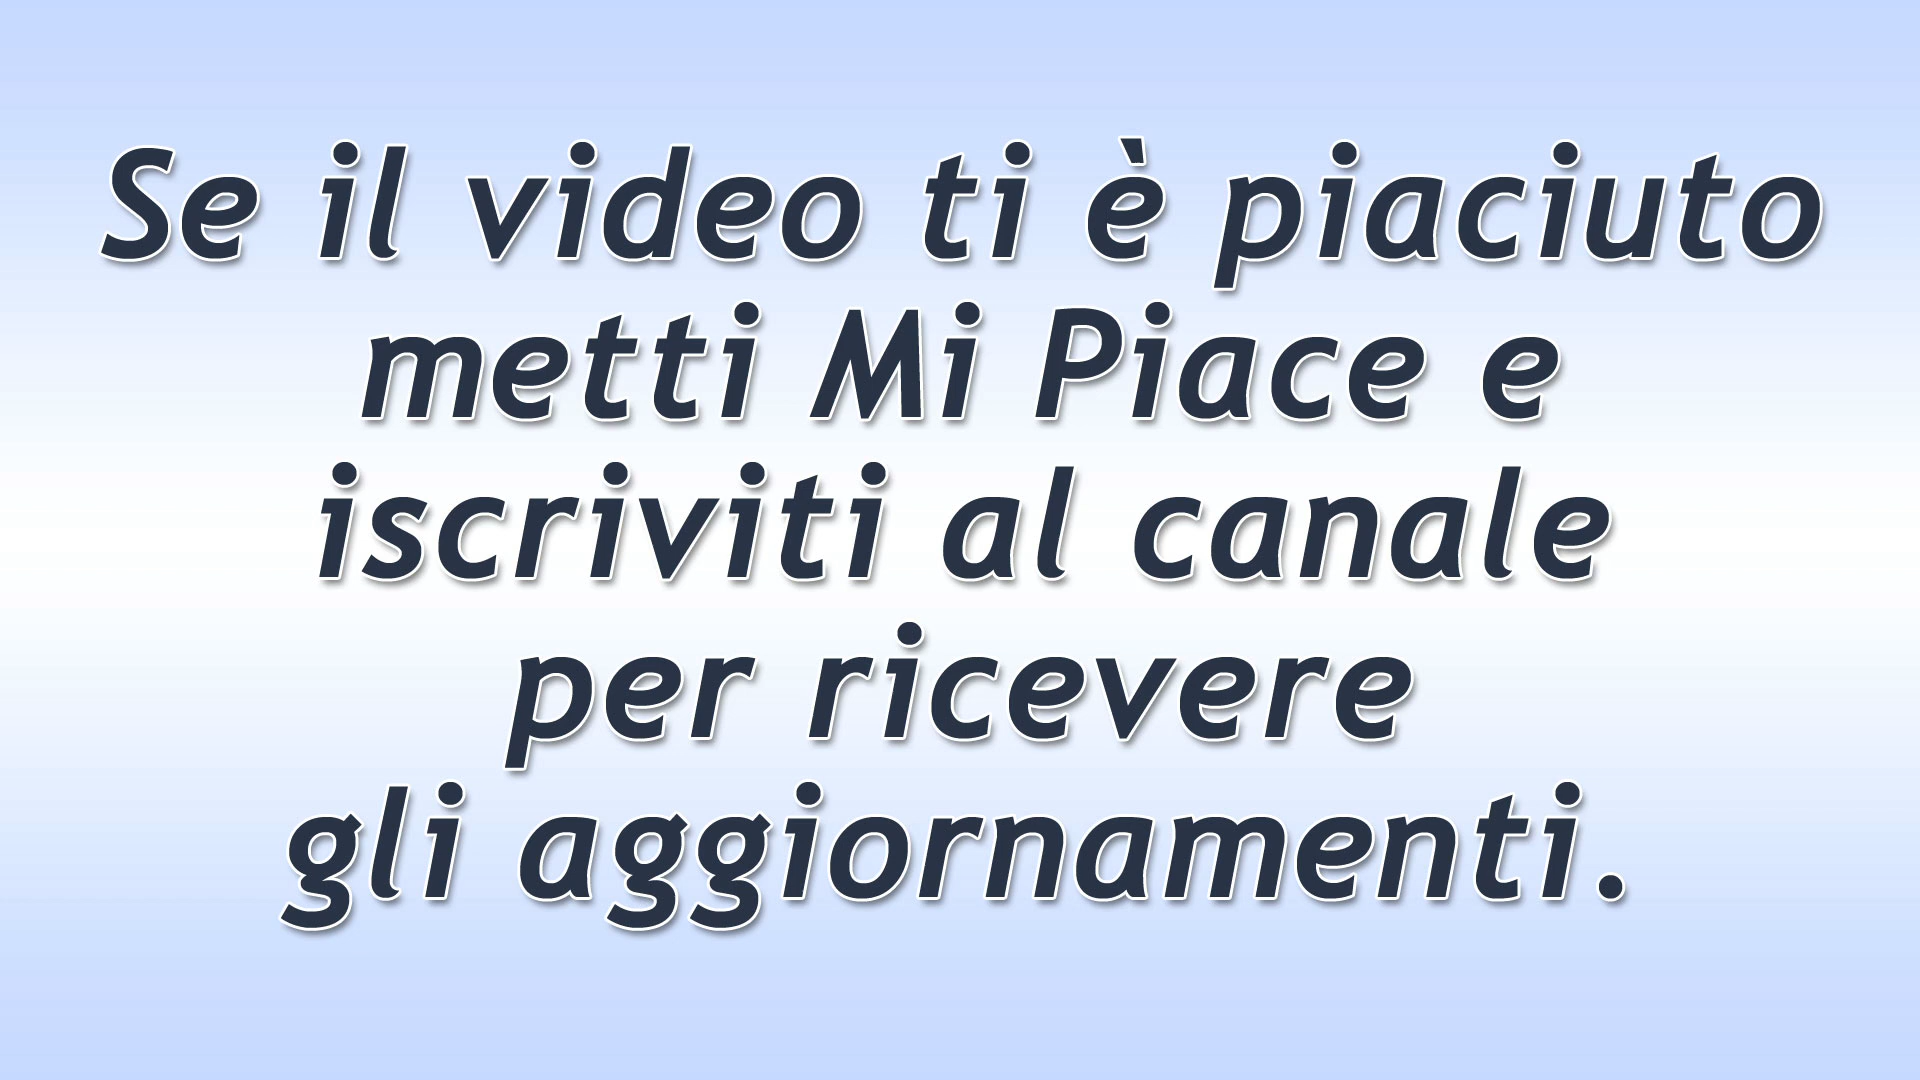 Se il video ti è piaciuto
metti Mi Piace e
iscriviti al canale
per ricevere
gli aggiornamenti.